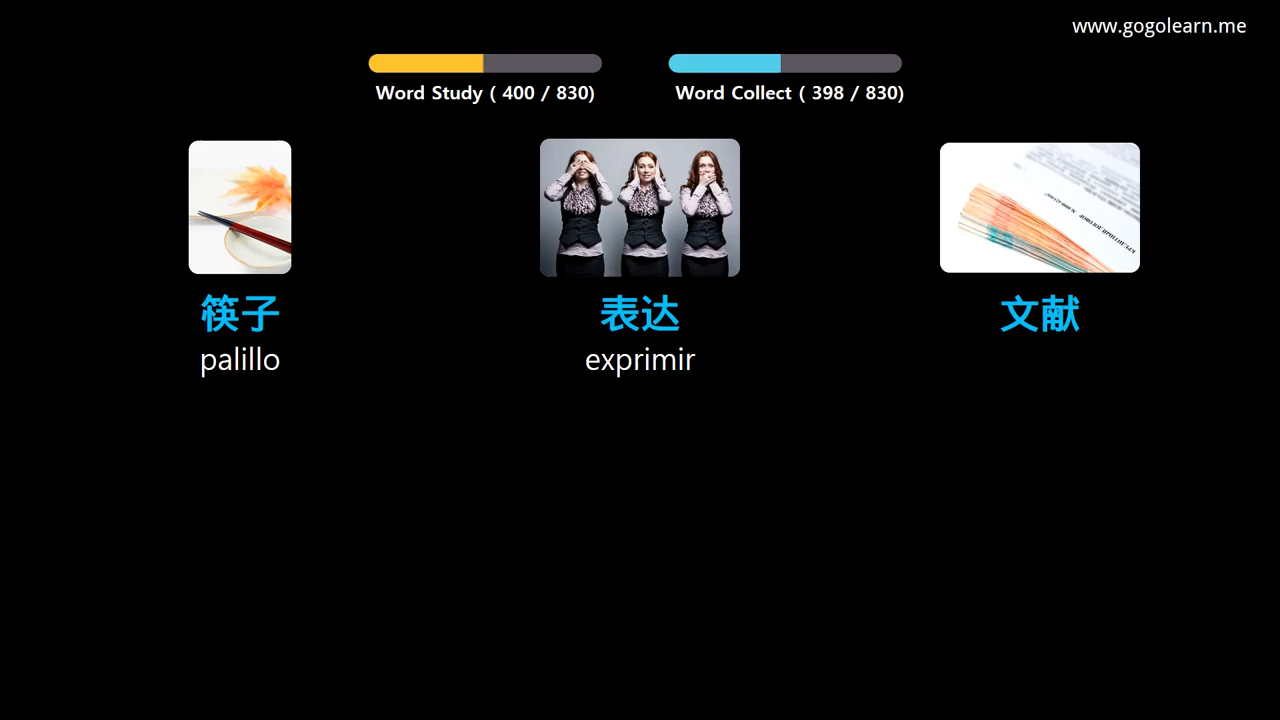 www.gogolearn.me
Word Study ( 400 / 830)
Word Collect ( 398 / 830)
筷子
表达
文献
palillo
exprimir